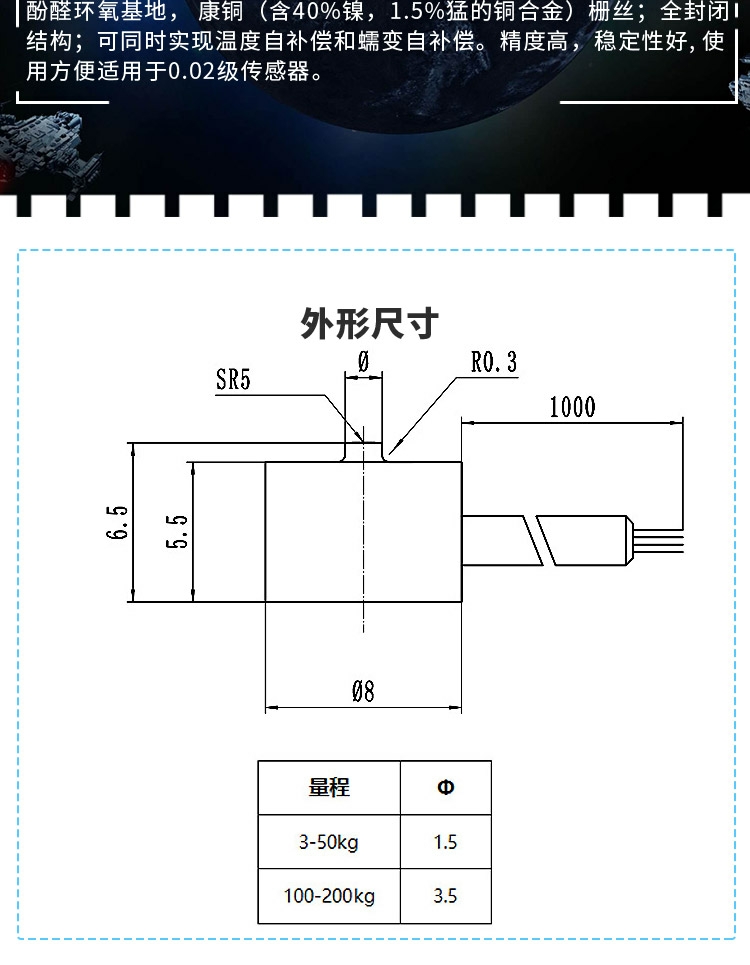 酚醛环氧基地， 康铜（含40%镍，1.5%猛的铜合金）栅丝；全封闭
结构；可同时实现温度自补偿和蠕变自补偿。精度高，稳定性好, 使
用方便适用于0.02级传感器。
外形尺寸
Ø
R0.3
SR5
1000
6.5
5.5
Ø8
量程 Φ
3-50kg 1.5
100-200kg 3.5